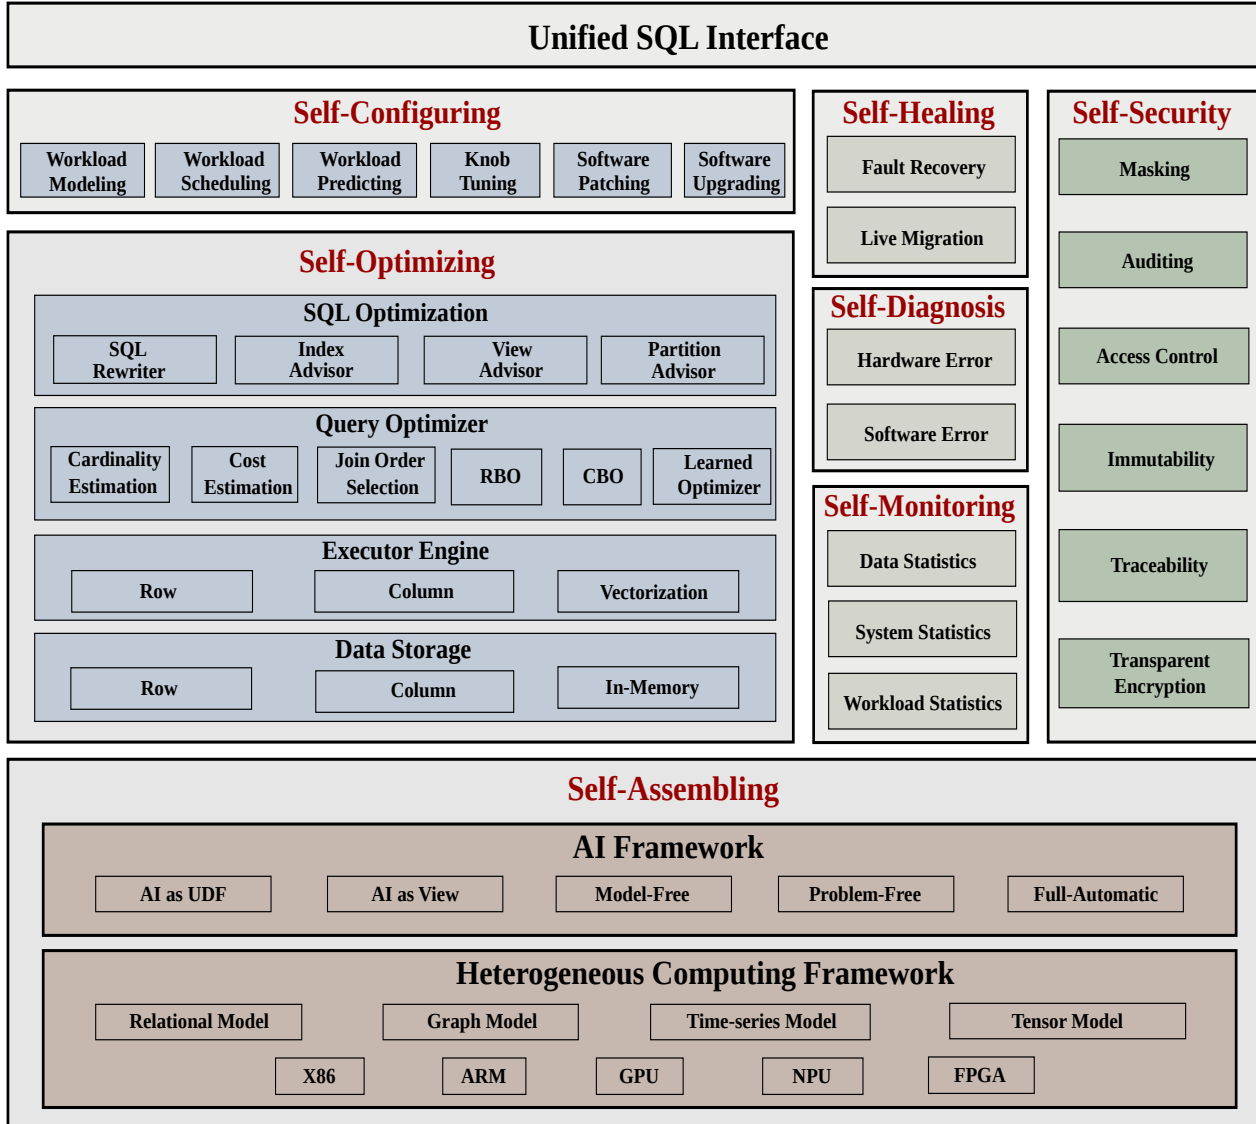 Unified SQL Interface
Self-Configuring
Workload
Modeling
Workload
Scheduling
Workload
Predicting
Knob
Tuning
Software
Patching
Software
Upgrading
Self-Optimizing
SQL Optimization
SQL
Rewriter
Index
Advisor
View
Advisor
Partition
Advisor
Query Optimizer
Cardinality
Estimation
Cost
Estimation
Join Order
Selection
RBO
CBO
Learned
Optimizer
Executor Engine
Row
Column
Vectorization
Data Storage
Row
Column
In-Memory
Self-Healing
Fault Recovery
Live Migration
Self-Diagnosis
Hardware Error
Software Error
Self-Monitoring
Data Statistics
System Statistics
Workload Statistics
Self-Security
Masking
Auditing
Access Control
Immutability
Traceability
Transparent
Encryption
Self-Assembling
AI Framework
AI as UDF
AI as View
Model-Free
Problem-Free
Full-Automatic
Heterogeneous Computing Framework
Relational Model
Graph Model
Time-series Model
Tensor Model
X86
ARM
GPU
NPU
FPGA